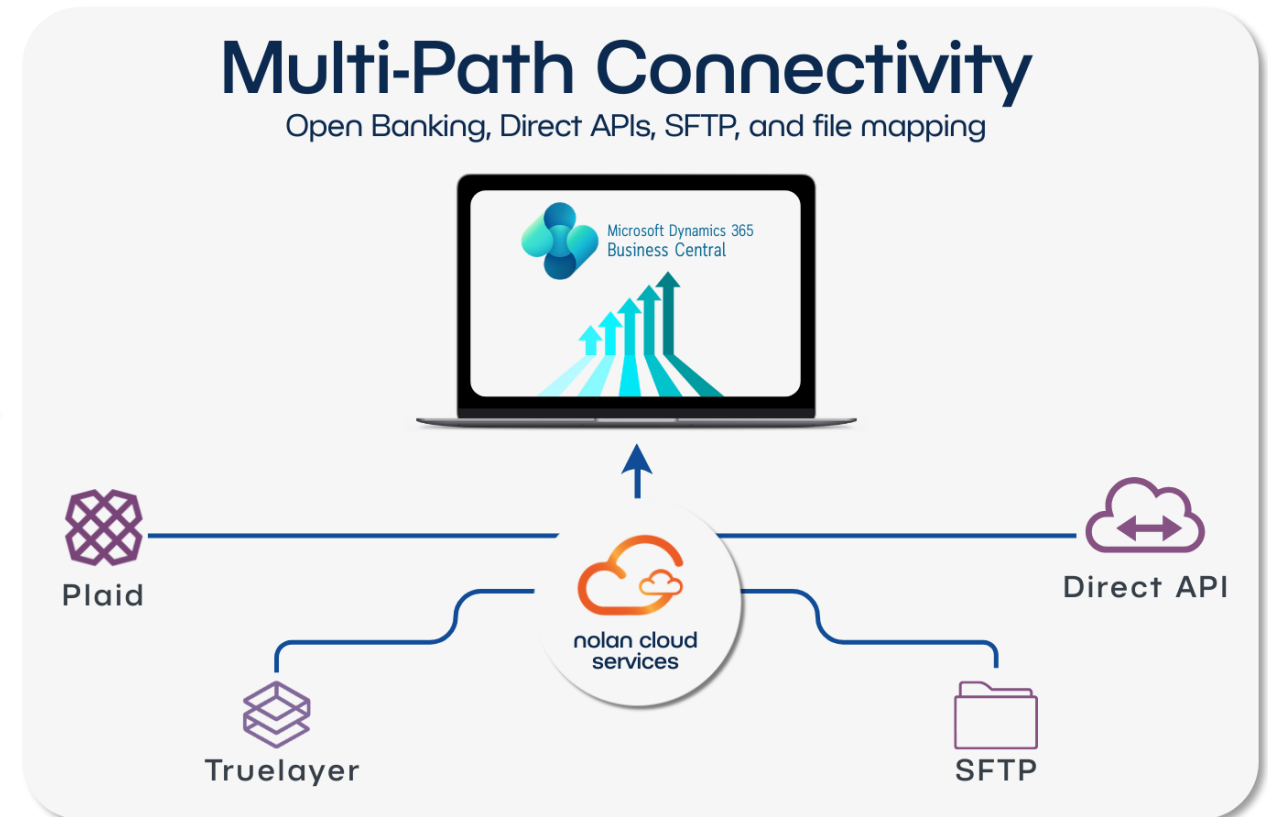 Multi-Path Connectivity
Open Banking, Direct APIs, SFTP, and file mapping
Microsoft Dynamics 365
Business Central
Plaid
Direct API
nolan cloud
services
Truelayer
SFTP